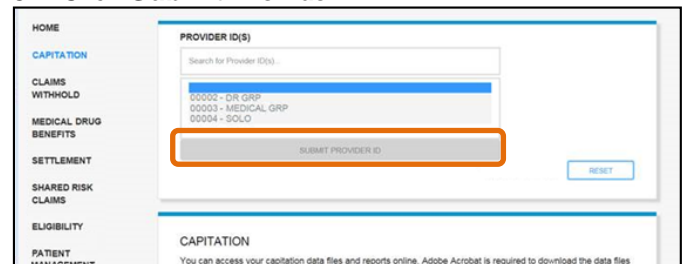 HOME
CAPITATION
CLAIMS
WITHHOLD
MEDICAL DRUG
BENEFITS
SETTLEMENT
SHARED RISK
CLAIMS
ELIGIBILITY
PATIENT
PROVIDER ID(S)
Search for Provider ID(s)...
00002 - DR GRP
00003 - MEDICAL GRP
00004 - SOLO
SUBMIT PROVIDER ID
RESET
CAPITATION
You can access your capitation data files and reports online. Adobe Acrobat is required to download the data files